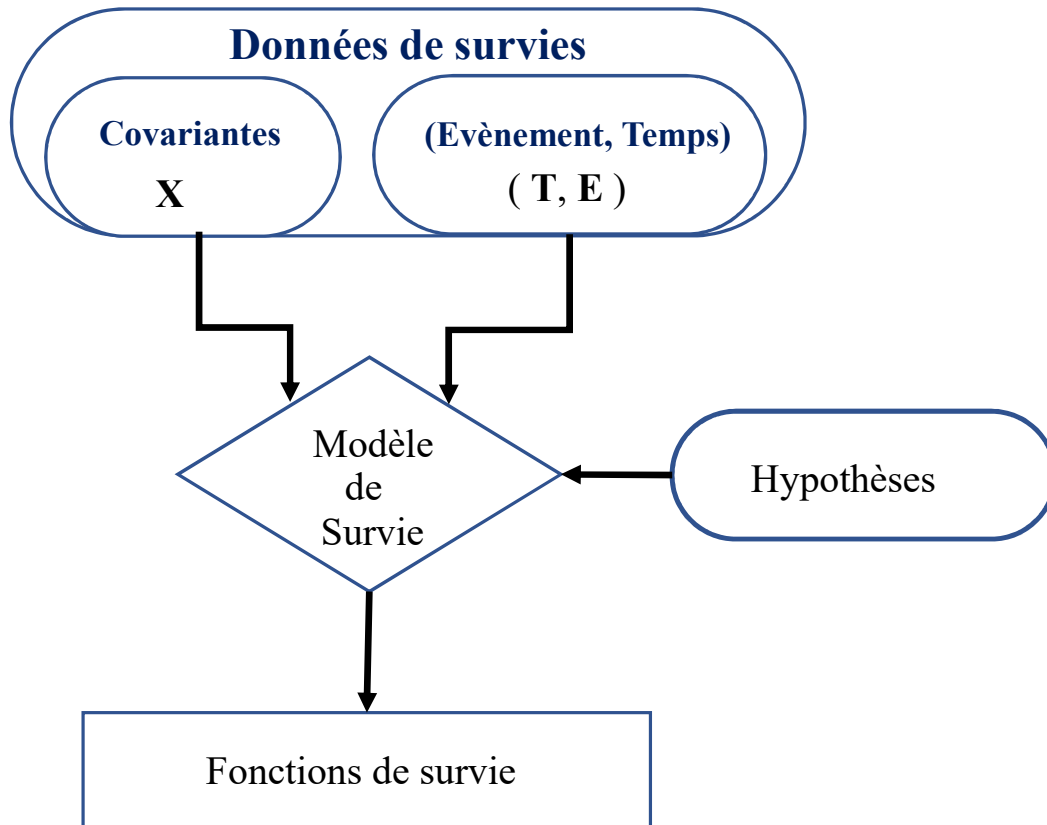 Données de survies
Covariantes
X
(Evènement, Temps)
( T, E )
Modèle
de
Survie
Hypothèses
Fonctions de survie